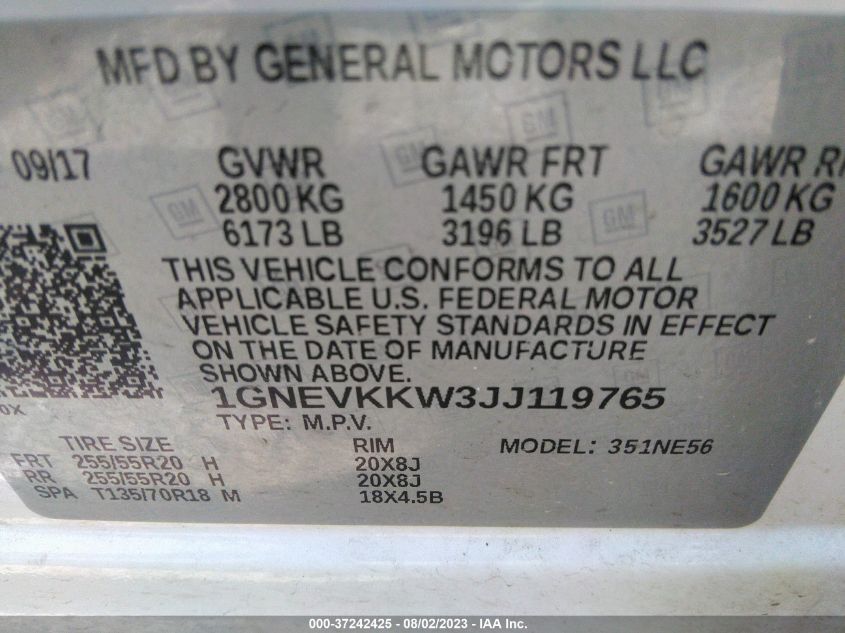 MFD BY GENERAL MOTORS LLC
09/17 GVWR GAWR FRT GAWR
2800 KG 1450 KG 1600 KG
6173 LB 3196 LB 3527 LB
THIS VEHICLE CONFORMS TO ALL
APPLICABLE U.S. FEDERAL MOTOR
VEHICLE SAFETY STANDARDS IN EFFECT
ON THE DATE OF MANUFACTURE
SHOWN ABOVE.
1GNEVKKW3JJ119765
TYPE: M.P.V.
TIRE SIZE RIM MODEL: 351NE56
FRT 255/55R20 H 20X8J
RR 255/55R20 H 20X8J
SPA T135/70R18 M 18X4.5B
000-37242425 - 08/02/2023 - IAA Inc.